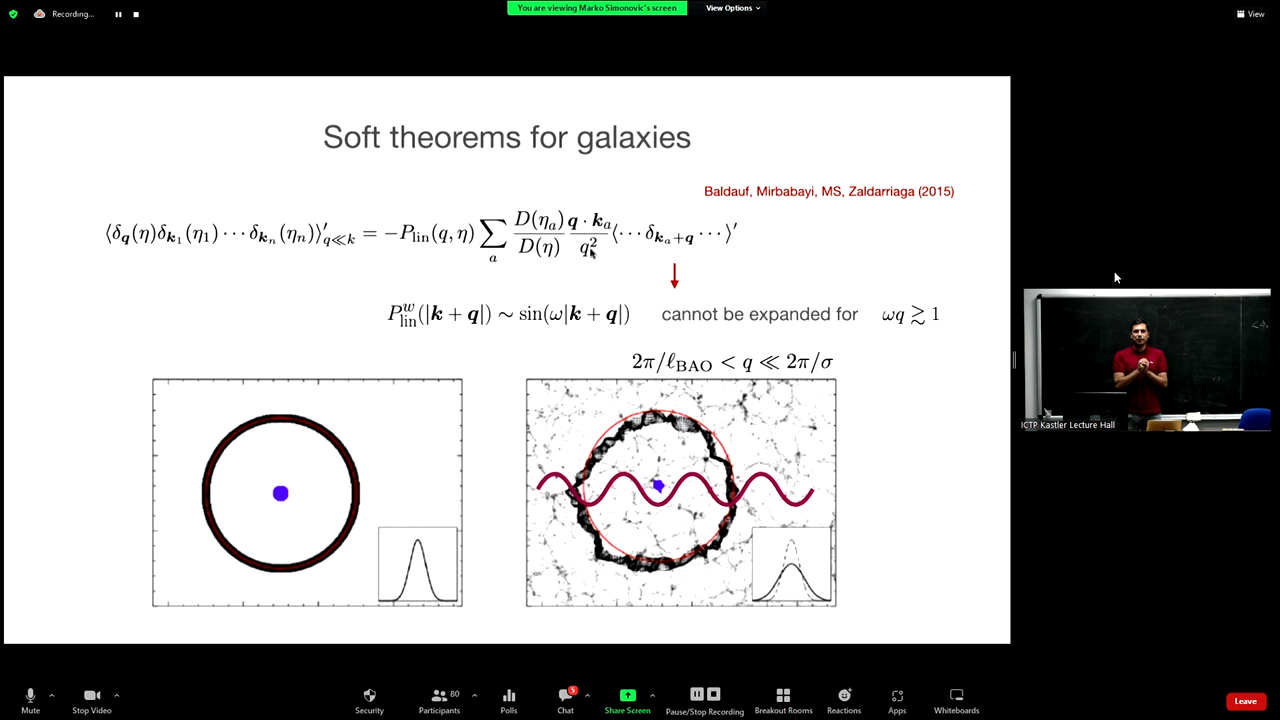 Recording...
You are viewing Marko Simonovic's screen
View Options
View
Soft theorems for galaxies
Baldauf, Mirbabayi, MS, Zaldarriaga (2015)
⟨δ_𝒒(η)δ_𝒌₁(η₁)⋯δ_𝒌ₙ(ηₙ)⟩′_{q≪k} = −P_lin(q, η) ∑_a D(η_a)/D(η) 𝒒·𝒌_a/q² ⟨⋯δ_{𝒌_a+𝒒}⋯⟩′
P^w_lin(|𝒌 + 𝒒|) ∼ sin(ω|𝒌 + 𝒒|) cannot be expanded for ωq ≳ 1
2π/ℓ_BAO < q ≪ 2π/σ
ICTP Kastler Lecture Hall
Mute
Stop Video
Security
Participants
80
Polls
Chat
5
Share Screen
Pause/Stop Recording
Breakout Rooms
Reactions
Apps
Whiteboards
Leave